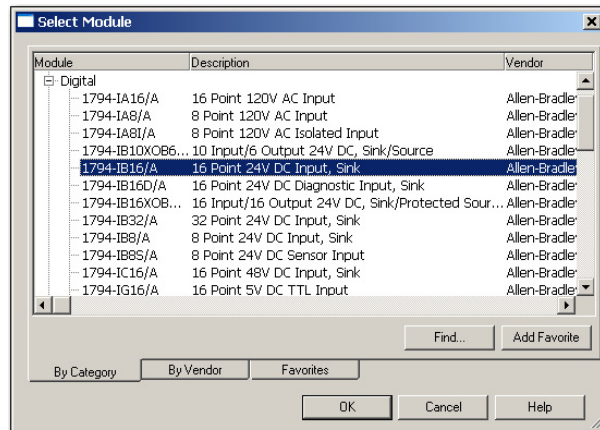 Select Module
Module Description Vendor
Digital
1794-IA16/A 16 Point 120V AC Input Allen-Bradley
1794-IA8/A 8 Point 120V AC Input Allen-Bradley
1794-IA8I/A 8 Point 120V AC Isolated Input Allen-Bradley
1794-IB10XOB6... 10 Input/6 Output 24V DC, Sink/Source Allen-Bradley
1794-IB16/A 16 Point 24V DC Input, Sink Allen-Bradley
1794-IB16D/A 16 Point 24V DC Diagnostic Input, Sink Allen-Bradley
1794-IB16XOB... 16 Input/16 Output 24V DC, Sink/Protected Sour... Allen-Bradley
1794-IB32/A 32 Point 24V DC Input, Sink Allen-Bradley
1794-IB8/A 8 Point 24V DC Input, Sink Allen-Bradley
1794-IB8S/A 8 Point 24V DC Sensor Input Allen-Bradley
1794-IC16/A 16 Point 48V DC Input, Sink Allen-Bradley
1794-IG16/A 16 Point 5V DC TTL Input Allen-Bradley
Find... Add Favorite
By Category By Vendor Favorites
OK Cancel Help